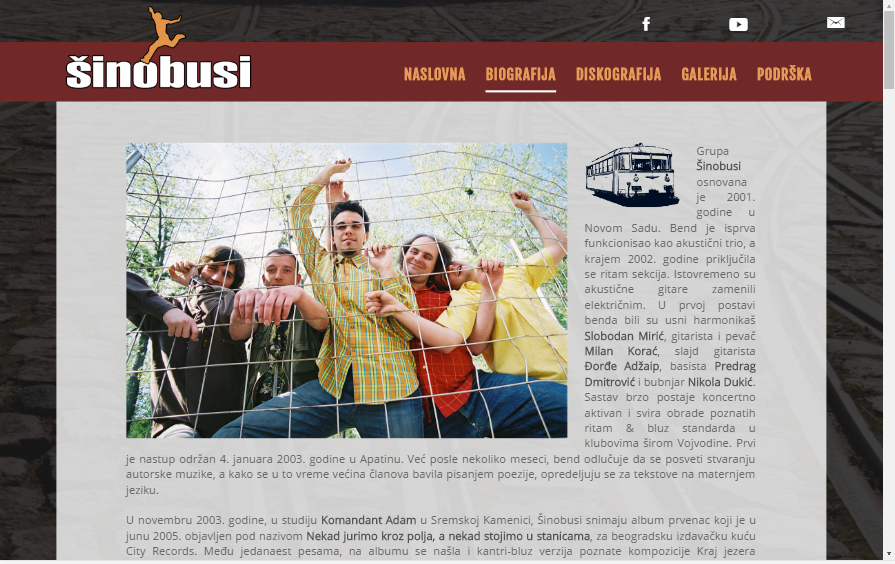 šinobusi
NASLOVNA BIOGRAFIJA DISKOGRAFIJA GALERIJA PODRŠKA
Grupa
Šinobusi
osnovana
je 2001.
godine u
Novom Sadu. Bend je isprva
funkcionisao kao akustični trio, a
krajem 2002. godine priključila
se ritam sekcija. Istovremeno su
akustične gitare zamenili
električnim. U prvoj postavi
benda bili su usni harmonikaš
Slobodan Mirić, gitarista i pevač
Milan Korać, slajd gitarista
Đorđe Adžaip, basista Predrag
Dmitrović i bubnjar Nikola Dukić.
Sastav brzo postaje koncertno
aktivan i svira obrade poznatih
ritam & bluz standarda u
klubovima širom Vojvodine. Prvi
je nastup održan 4. januara 2003. godine u Apatinu. Već posle nekoliko meseci, bend odlučuje da se posveti stvaranju
autorske muzike, a kako se u to vreme većina članova bavila pisanjem poezije, opredeljuju se za tekstove na maternjem
jeziku.
U novembru 2003. godine, u studiju Komandant Adam u Sremskoj Kamenici, Šinobusi snimaju album prvenac koji je u
junu 2005. objavljen pod nazivom Nekad jurimo kroz polja, a nekad stojimo u stanicama, za beogradsku izdavačku kuću
City Records. Među jedanaest pesama, na albumu se našla i kantri-bluz verzija poznate kompozicije Kraj jezera